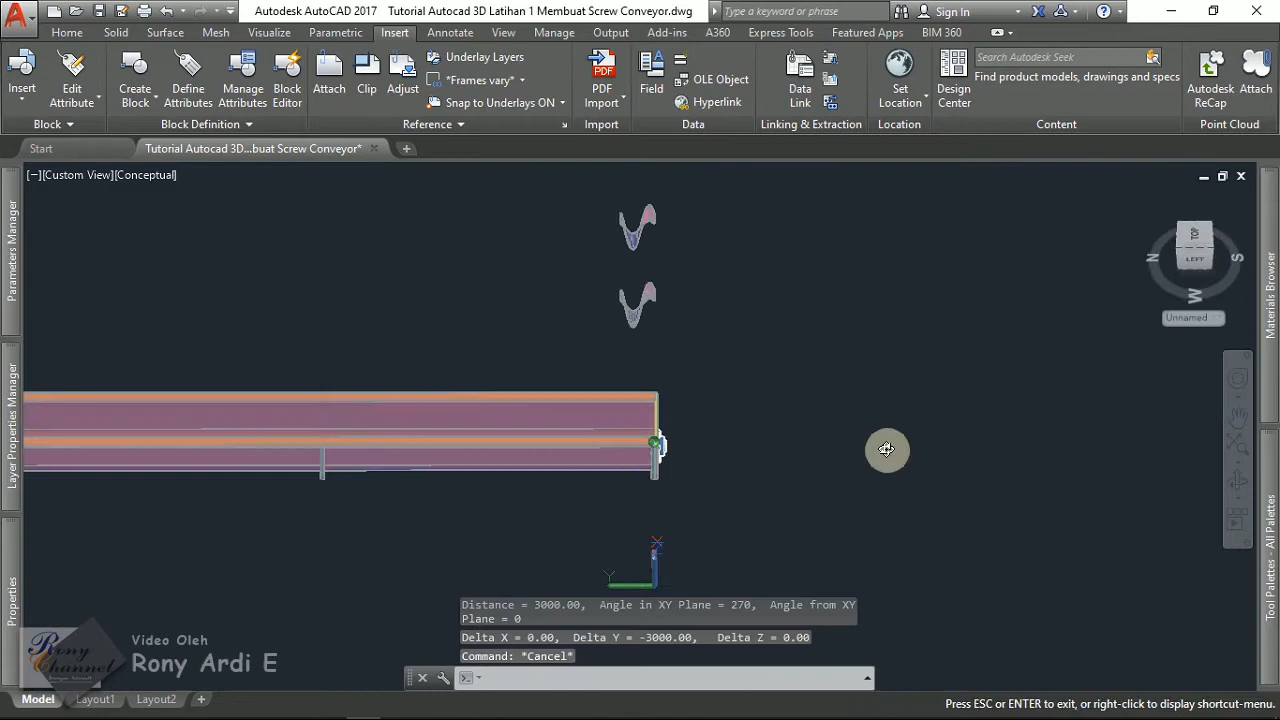 Autodesk AutoCAD 2017 Tutorial Autocad 3D Latihan 1 Membuat Screw Conveyor.dwg
Type a keyword or phrase
Sign In
Home Solid Surface Mesh Visualize Parametric Insert Annotate View Manage Output Add-ins A360 Express Tools Featured Apps BIM 360
Insert
Edit Attribute
Create Block
Define Attributes
Manage Attributes
Block Editor
Attach
Clip
Adjust
Underlay Layers
*Frames vary*
Snap to Underlays ON
PDF Import
Field
OLE Object
Hyperlink
Data Link
Set Location
Design Center
Search Autodesk Seek
Find product models, drawings and specs
Autodesk ReCap
Attach
Block Block Definition Reference Import Data Linking & Extraction Location Content Point Cloud
Start Tutorial Autocad 3D...buat Screw Conveyor*
[−][Custom View][Conceptual]
Parameters Manager
Layer Properties Manager
Properties
TOP
LEFT
N
S
W
Unnamed
Materials Browser
Tool Palettes - All Palettes
X
Y
Distance = 3000.00, Angle in XY Plane = 270, Angle from XY
Plane = 0
Delta X = 0.00, Delta Y = -3000.00, Delta Z = 0.00
Command: *Cancel*
Rony Channel
Video Oleh
Rony Ardi E
Model Layout1 Layout2
Press ESC or ENTER to exit, or right-click to display shortcut-menu.